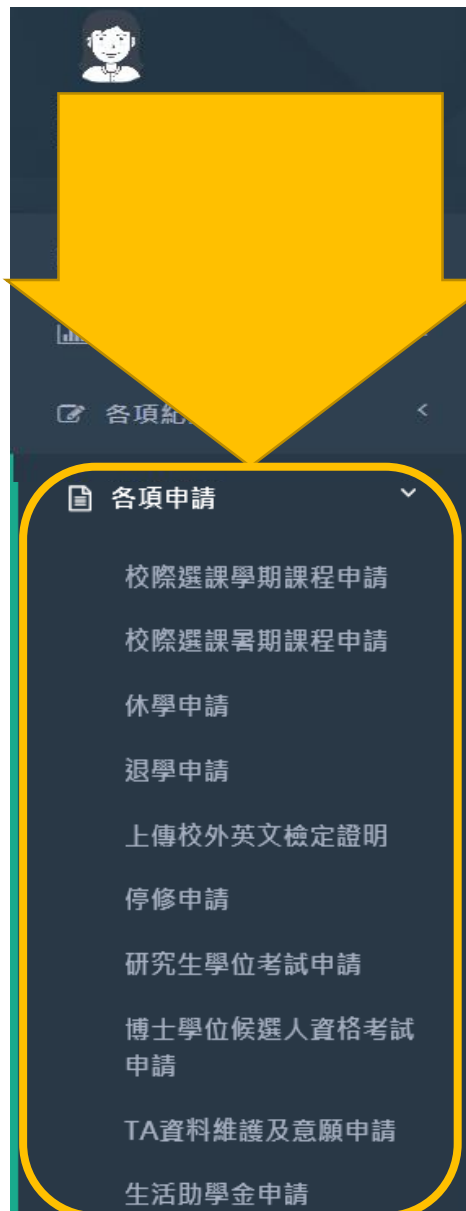 各項紀
各項申請
校際選課學期課程申請
校際選課暑期課程申請
休學申請
退學申請
上傳校外英文檢定證明
停修申請
研究生學位考試申請
博士學位候選人資格考試
申請
TA資料維護及意願申請
生活助學金申請